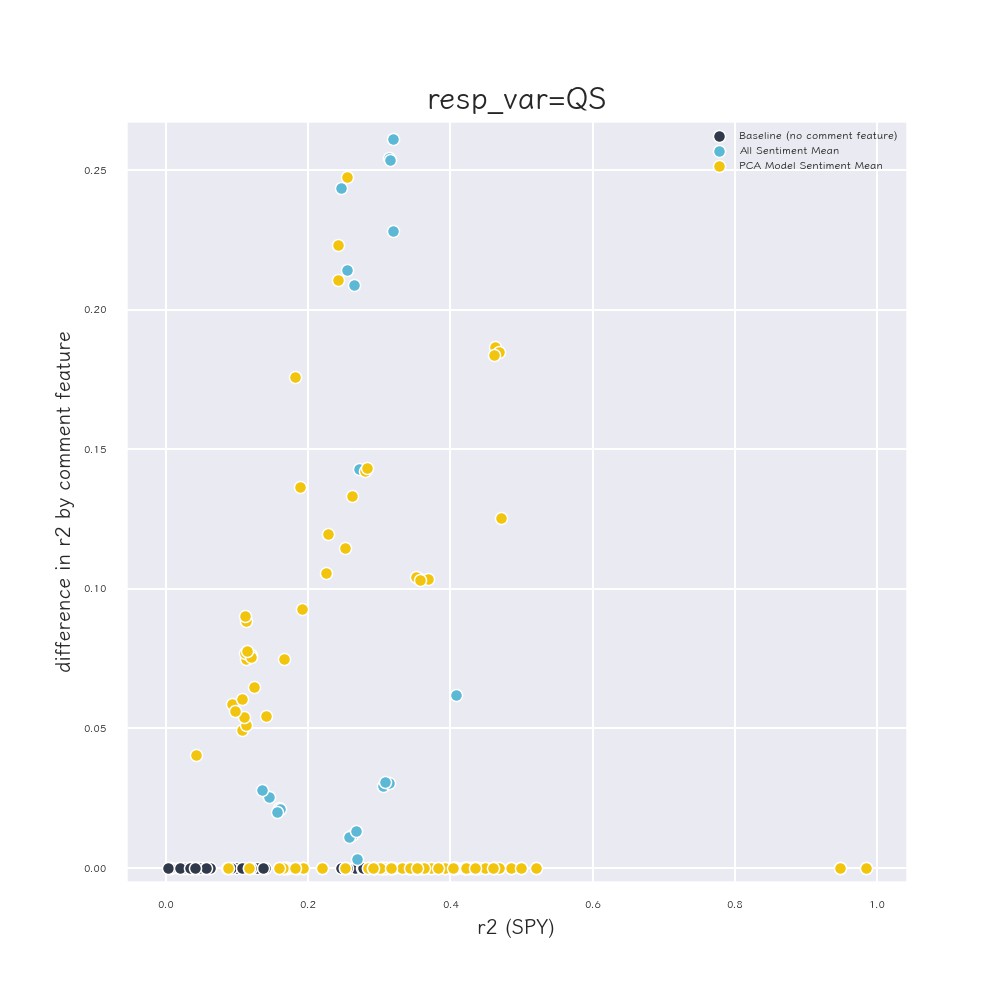 resp_var=QS
Baseline (no comment feature)
All Sentiment Mean
PCA Model Sentiment Mean
difference in r2 by comment feature
0.25
0.20
0.15
0.10
0.05
0.00
0.0 0.2 0.4 0.6 0.8 1.0
r2 (SPY)